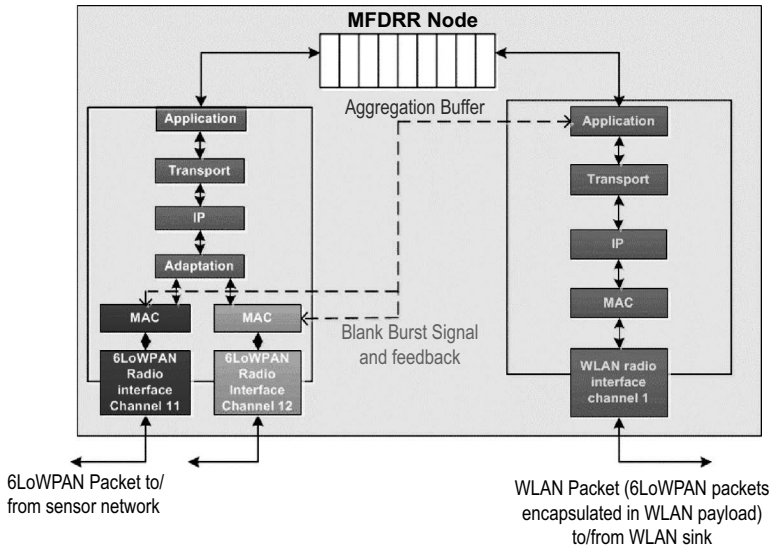 MFDRR Node
Aggregation Buffer
Application
Transport
IP
Adaptation
MAC
MAC
6LoWPAN
Radio
interface
Channel 11
6LoWPAN
Radio
Interface
Channel 12
Blank Burst Signal
and feedback
Application
Transport
IP
MAC
WLAN radio
interface
channel 1
6LoWPAN Packet to/
from sensor network
WLAN Packet (6LoWPAN packets
encapsulated in WLAN payload)
to/from WLAN sink